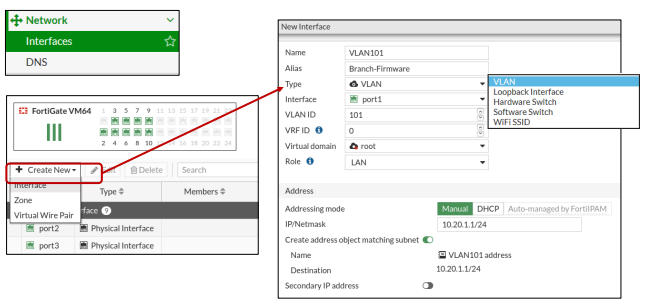 Network
Interfaces
DNS
FortiGate VM64
1 3 5 7 9 11 13 15 17 19 21 23
2 4 6 8 10 12 14 16 18 20 22 24
Create New
Edit
Delete
Search
Interface
Zone
Virtual Wire Pair
Type
Members
port2 Physical Interface
port3 Physical Interface
New Interface
Name VLAN101
Alias Branch-Firmware
Type VLAN
VLAN
Loopback Interface
Hardware Switch
Software Switch
WiFi SSID
Interface port1
VLAN ID 101
VRF ID 0
Virtual domain root
Role LAN
Address
Addressing mode Manual DHCP Auto-managed by FortiIPAM
IP/Netmask 10.20.1.1/24
Create address object matching subnet
Name VLAN101 address
Destination 10.20.1.1/24
Secondary IP address